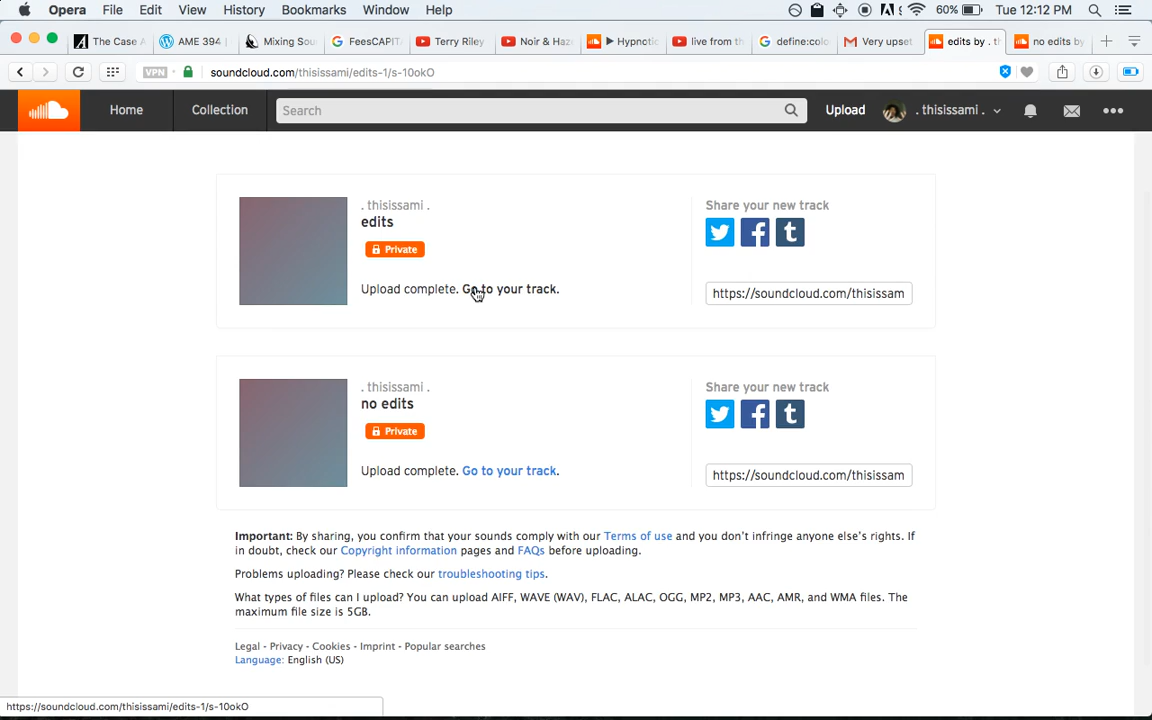 Opera File Edit View History Bookmarks Window Help 60% Tue 12:12 PM
The Case A AME 394 Mixing Sou FeesCAPIT Terry Riley Noir & Haz Hypnotic live from th define:colo Very upset edits by . th no edits by
VPN soundcloud.com/thisissami/edits-1/s-10okO
Home Collection Search Upload . thisissami .
. thisissami .
edits
Private
Upload complete. Go to your track.
Share your new track
https://soundcloud.com/thisissam
. thisissami .
no edits
Private
Upload complete. Go to your track.
Share your new track
https://soundcloud.com/thisissam
Important: By sharing, you confirm that your sounds comply with our Terms of use and you don't infringe anyone else's rights. If
in doubt, check our Copyright information pages and FAQs before uploading.
Problems uploading? Please check our troubleshooting tips.
What types of files can I upload? You can upload AIFF, WAVE (WAV), FLAC, ALAC, OGG, MP2, MP3, AAC, AMR, and WMA files. The
maximum file size is 5GB.
Legal - Privacy - Cookies - Imprint - Popular searches
Language: English (US)
https://soundcloud.com/thisissami/edits-1/s-10okO